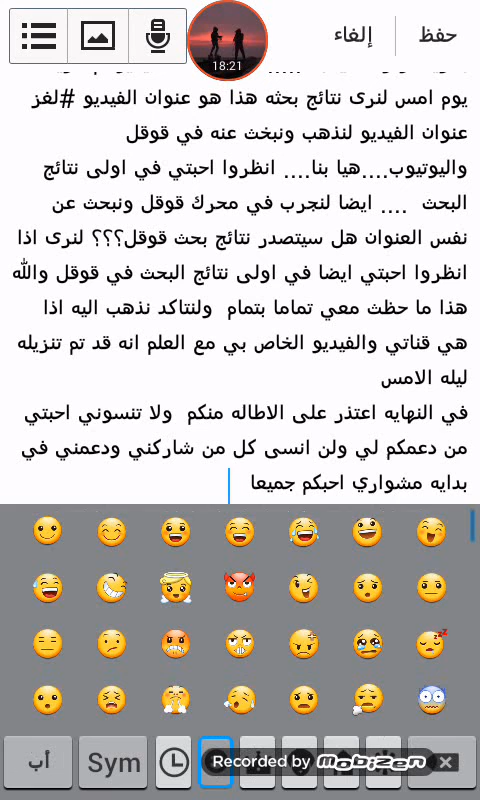 حفظ
إلغاء
18:21
يوم امس لنرى نتائج بحثه هذا هو عنوان الفيديو #لغز
عنوان الفيديو لنذهب ونبخث عنه في قوقل
واليوتيوب....هيا بنا.... انظروا احبتي في اولى نتائج
البحث .... ايضا لنجرب في محرك قوقل ونبحث عن
نفس العنوان هل سيتصدر نتائج بحث قوقل؟؟؟ لنرى اذا
انظروا احبتي ايضا في اولى نتائج البحث في قوقل والله
هذا ما حظث معي تماما بتمام ولنتاكد نذهب اليه اذا
هي قناتي والفيديو الخاص بي مع العلم انه قد تم تنزيله
ليله الامس
في النهايه اعتذر على الاطاله منكم ولا تنسوني احبتي
من دعمكم لي ولن انسى كل من شاركني ودعمني في
بدايه مشواري احبكم جميعا
أب
Sym
Recorded by Mobizen